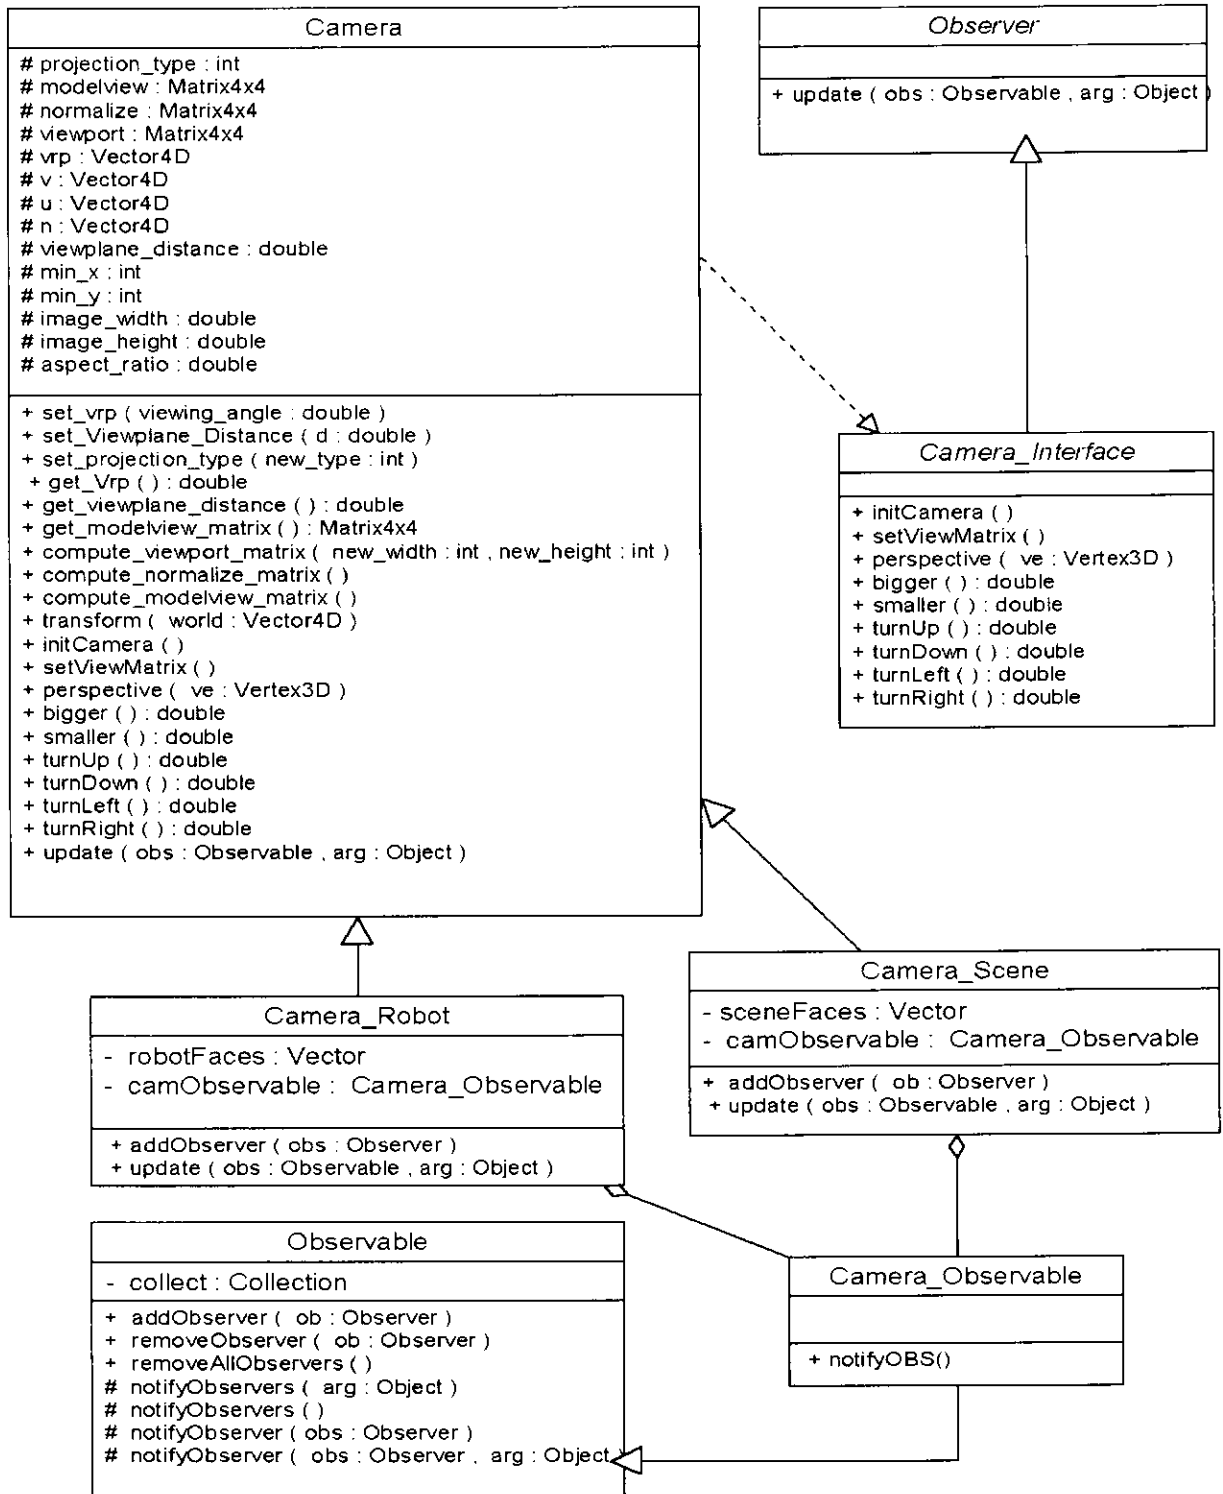 Camera
# projection_type : int
# modelview : Matrix4x4
# normalize : Matrix4x4
# viewport : Matrix4x4
# vrp : Vector4D
# v : Vector4D
# u : Vector4D
# n : Vector4D
# viewplane_distance : double
# min_x : int
# min_y : int
# image_width : double
# image_height : double
# aspect_ratio : double
+ set_vrp ( viewing_angle : double )
+ set_Viewplane_Distance ( d : double )
+ set_projection_type ( new_type : int )
+ get_Vrp ( ) : double
+ get_viewplane_distance ( ) : double
+ get_modelview_matrix ( ) : Matrix4x4
+ compute_viewport_matrix ( new_width : int , new_height : int )
+ compute_normalize_matrix ( )
+ compute_modelview_matrix ( )
+ transform ( world : Vector4D )
+ initCamera ( )
+ setViewMatrix ( )
+ perspective ( ve : Vertex3D )
+ bigger ( ) : double
+ smaller ( ) : double
+ turnUp ( ) : double
+ turnDown ( ) : double
+ turnLeft ( ) : double
+ turnRight ( ) : double
+ update ( obs : Observable , arg : Object )
Observer
+ update ( obs : Observable , arg : Object )
Camera_Interface
+ initCamera ( )
+ setViewMatrix ( )
+ perspective ( ve : Vertex3D )
+ bigger ( ) : double
+ smaller ( ) : double
+ turnUp ( ) : double
+ turnDown ( ) : double
+ turnLeft ( ) : double
+ turnRight ( ) : double
Camera_Scene
- sceneFaces : Vector
- camObservable : Camera_Observable
+ addObserver ( ob : Observer )
+ update ( obs : Observable , arg : Object )
Camera_Robot
- robotFaces : Vector
- camObservable : Camera_Observable
+ addObserver ( obs : Observer )
+ update ( obs : Observable , arg : Object )
Observable
- collect : Collection
+ addObserver ( ob : Observer )
+ removeObserver ( ob : Observer )
+ removeAllObservers ( )
# notifyObservers ( arg : Object )
# notifyObservers ( )
# notifyObserver ( obs : Observer )
# notifyObserver ( obs : Observer , arg : Object )
Camera_Observable
+ notifyOBS()